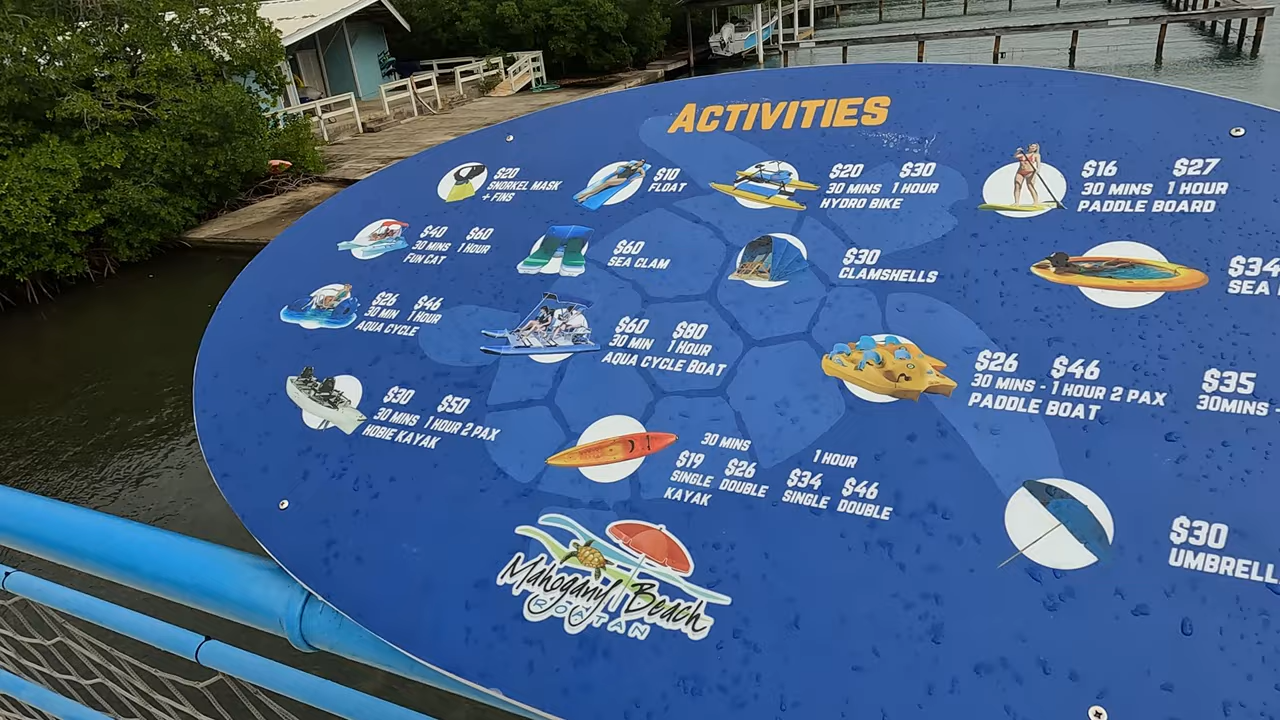 ACTIVITIES
$20
SNORKEL MASK
+ FINS
$10
FLOAT
$20 $30
30 MINS 1 HOUR
HYDRO BIKE
$16 $27
30 MINS 1 HOUR
PADDLE BOARD
$40 $60
30 MINS 1 HOUR
FUN CAT
$60
SEA CLAM
$30
CLAMSHELLS
$34
SEA
$26 $46
30 MIN 1 HOUR
AQUA CYCLE
$60 $80
30 MIN 1 HOUR
AQUA CYCLE BOAT
$26 $46
30 MINS - 1 HOUR 2 PAX
PADDLE BOAT
$35
30MINS -
$30 $50
30 MINS 1 HOUR 2 PAX
HOBIE KAYAK
30 MINS 1 HOUR
$19 $26 $34 $46
SINGLE DOUBLE SINGLE DOUBLE
KAYAK
$30
UMBRELL
Mahogany Beach
ROATAN